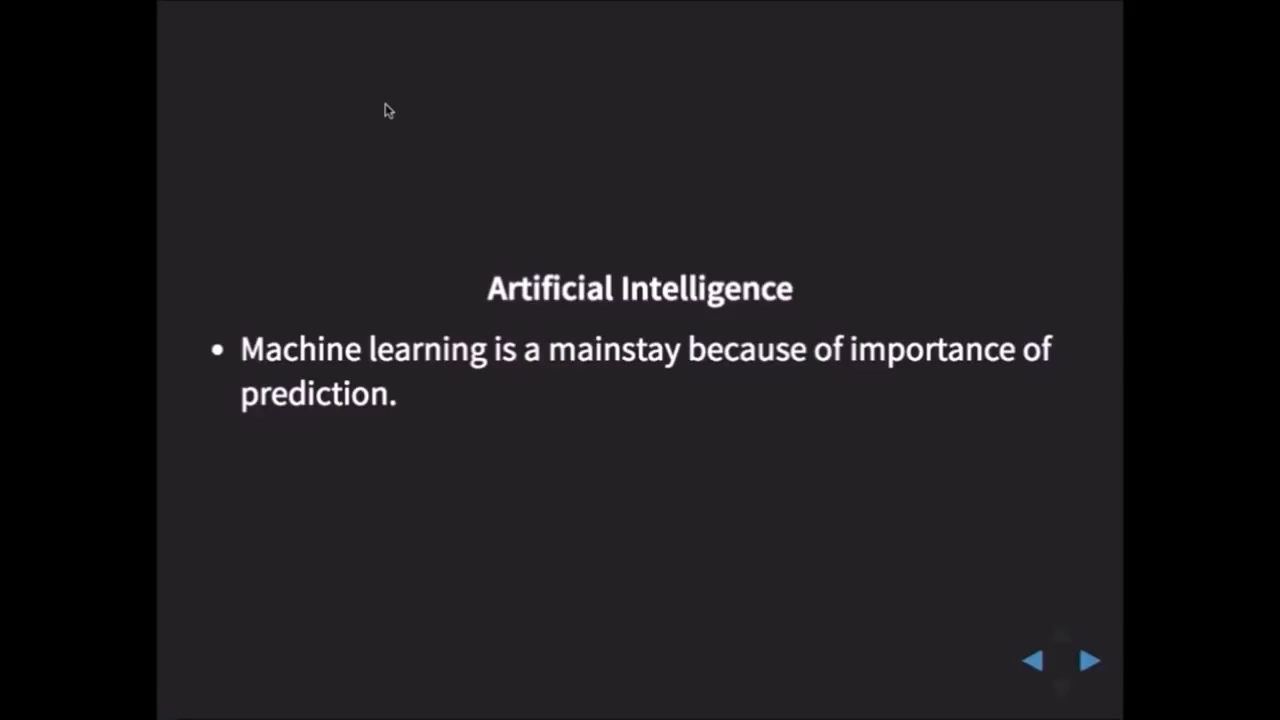 Artificial Intelligence
• Machine learning is a mainstay because of importance of
prediction.